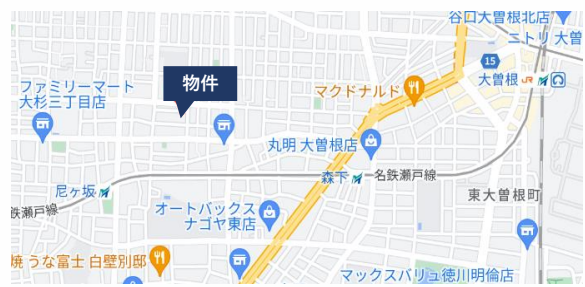 谷口大曽根北店
ニトリ 大曽
15
大曽根
JR
ファミリーマート
大杉三丁目店
物件
マクドナルド
丸明 大曽根店
森下
名鉄瀬戸線
尼ヶ坂
鉄瀬戸線
東大曽根町
オートバックス
ナゴヤ東店
焼 うな富士 白壁別邸
マックスバリュ徳川明倫店